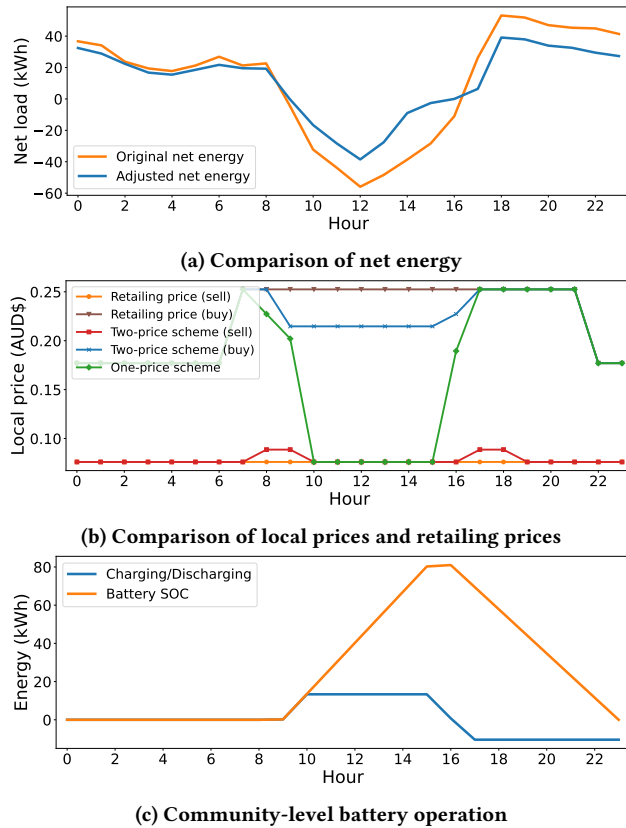 40
20
0
−20
−40
−60
Net load (kWh)
Original net energy
Adjusted net energy
0 2 4 6 8 10 12 14 16 18 20 22
Hour
(a) Comparison of net energy
0.25
0.20
0.15
0.10
Local price (AUD$)
Retailing price (sell)
Retailing price (buy)
Two-price scheme (sell)
Two-price scheme (buy)
One-price scheme
0 2 4 6 8 10 12 14 16 18 20 22
Hour
(b) Comparison of local prices and retailing prices
80
60
40
20
0
Energy (kWh)
Charging/Discharging
Battery SOC
0 2 4 6 8 10 12 14 16 18 20 22
Hour
(c) Community-level battery operation